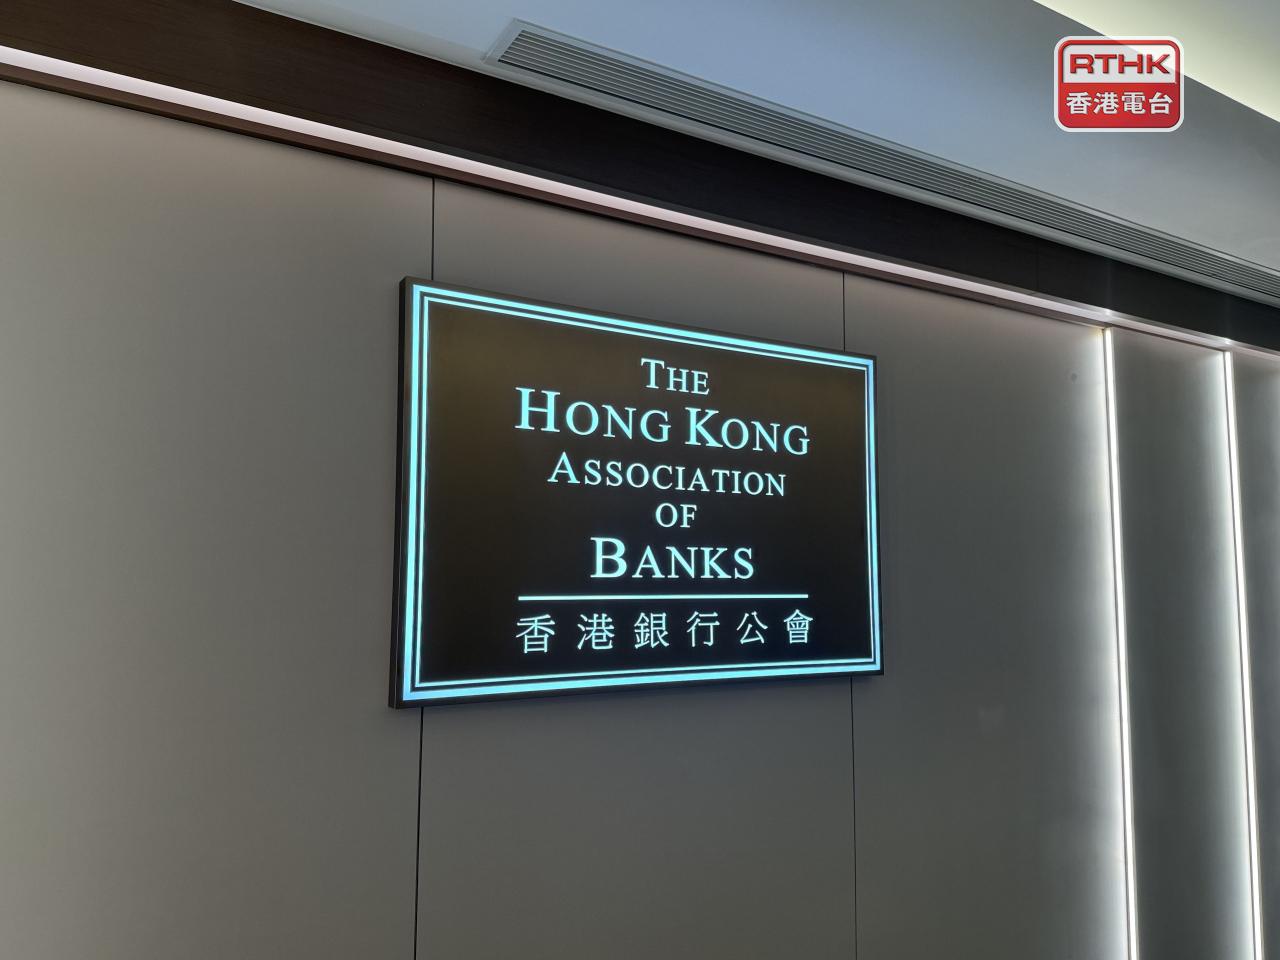 RTHK
香港電台
THE
HONG KONG
ASSOCIATION
OF
BANKS
香港銀行公會